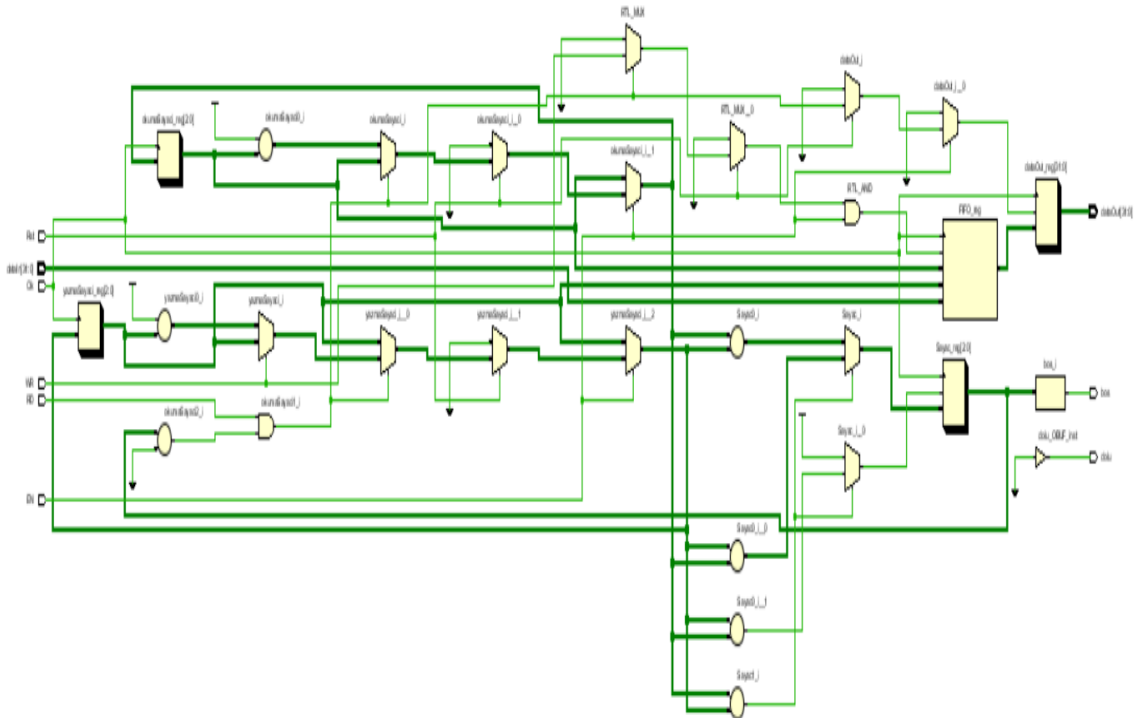 RTL_MUX
dataOut_i
dataOut_i__0
okumaSayaci_reg[2:0]
okumaSayaci0_i
okumaSayaci_i
okumaSayaci_i__0
RTL_MUX__0
okumaSayaci_i__1
dataOut_reg[31:0]
RTL_AND
FIFO_reg
dataOut[31:0]
Rst
dataIn[31:0]
Clk
yazmaSayaci_reg[2:0]
yazmaSayaci0_i
yazmaSayaci_i
yazmaSayaci_i__0
yazmaSayaci_i__1
yazmaSayaci_i__2
Sayac0_i
Sayac_i
Sayac_reg[2:0]
bos_i
WR
RD
bos
okumaSayaci2_i
okumaSayaci1_i
Sayac_i__0
dolu_OBUF_inst
dolu
EN
Sayac0_i__0
Sayac0_i__1
Sayac1_i